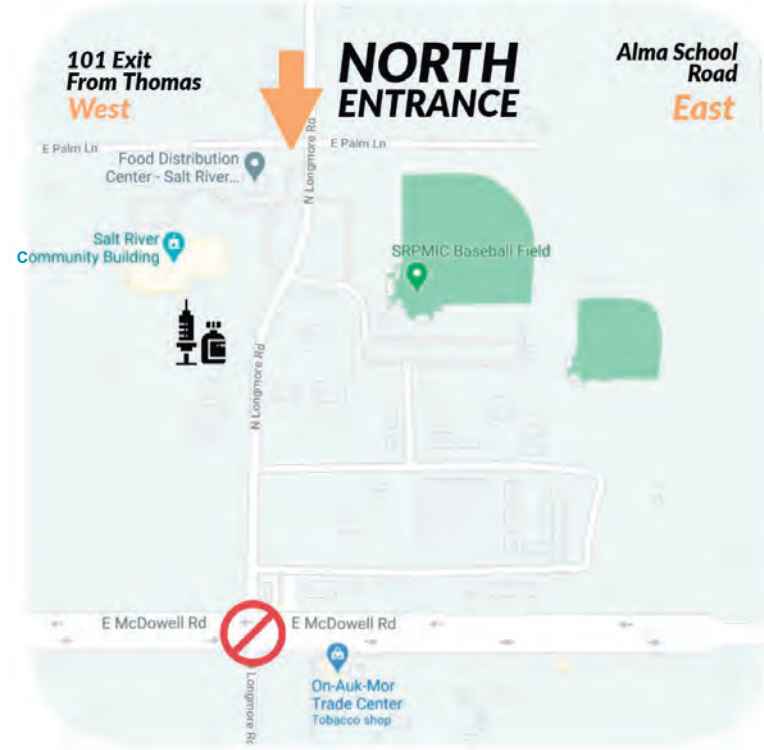 101 Exit
From Thomas
West
NORTH
ENTRANCE
Alma School
Road
East
E Palm Ln
E Palm Ln
N Longmore Rd
Food Distribution
Center - Salt River...
Salt River
Community Building
SRPMIC Baseball Field
N Longmore Rd
E McDowell Rd
E McDowell Rd
On-Auk-Mor
Trade Center
Tobacco shop
Longmore Rd